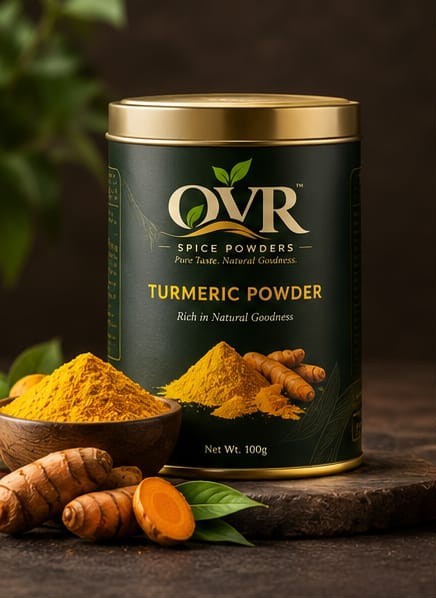 OVR™
SPICE POWDERS
Pure Taste. Natural Goodness.
TURMERIC POWDER
Rich in Natural Goodness
Net Wt. 100g